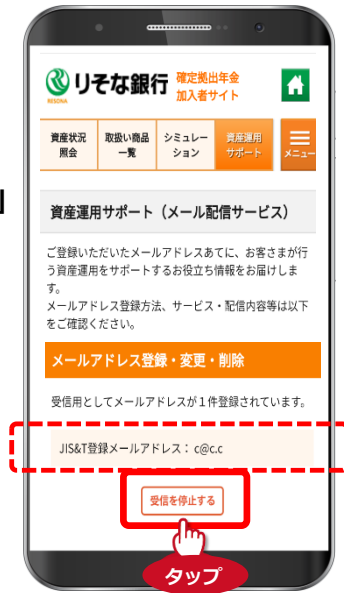 りそな銀行
RESONA
確定拠出年金
加入者サイト
資産状況
照会
取扱い商品
一覧
シミュレー
ション
資産運用
サポート
メニュー
資産運用サポート（メール配信サービス）
ご登録いただいたメールアドレスあてに、お客さまが行
う資産運用をサポートするお役立ち情報をお届けしま
す。
メールアドレス登録方法、サービス・配信内容等は以下
をご確認ください。
メールアドレス登録・変更・削除
受信用としてメールアドレスが１件登録されています。
JIS&T登録メールアドレス： c@c.c
受信を停止する
タップ